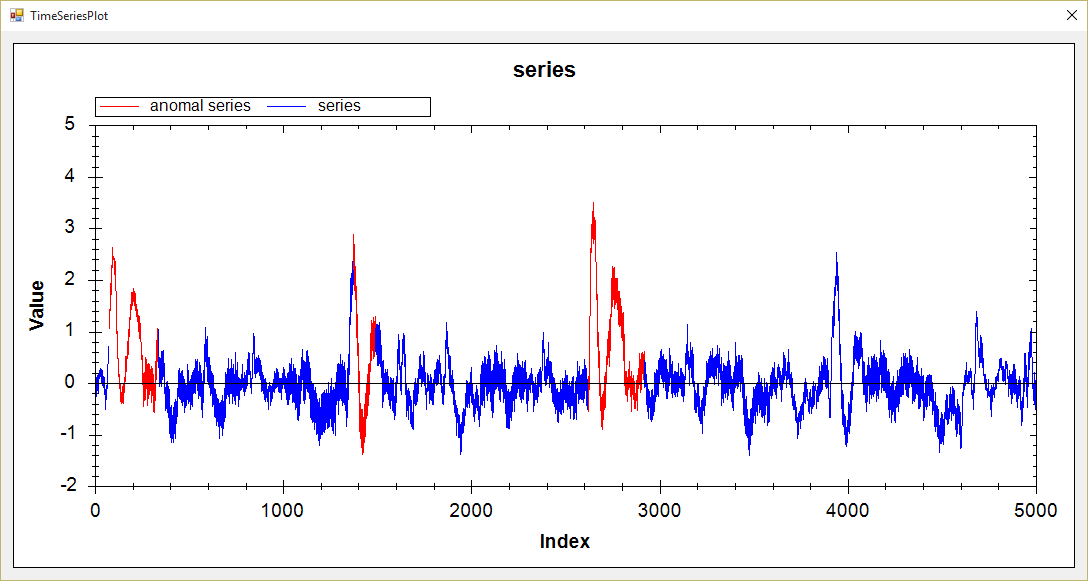 TimeSeriesPlot
series
anomal series series
5
4
3
2
1
0
-1
-2
Value
0 1000 2000 3000 4000 5000
Index